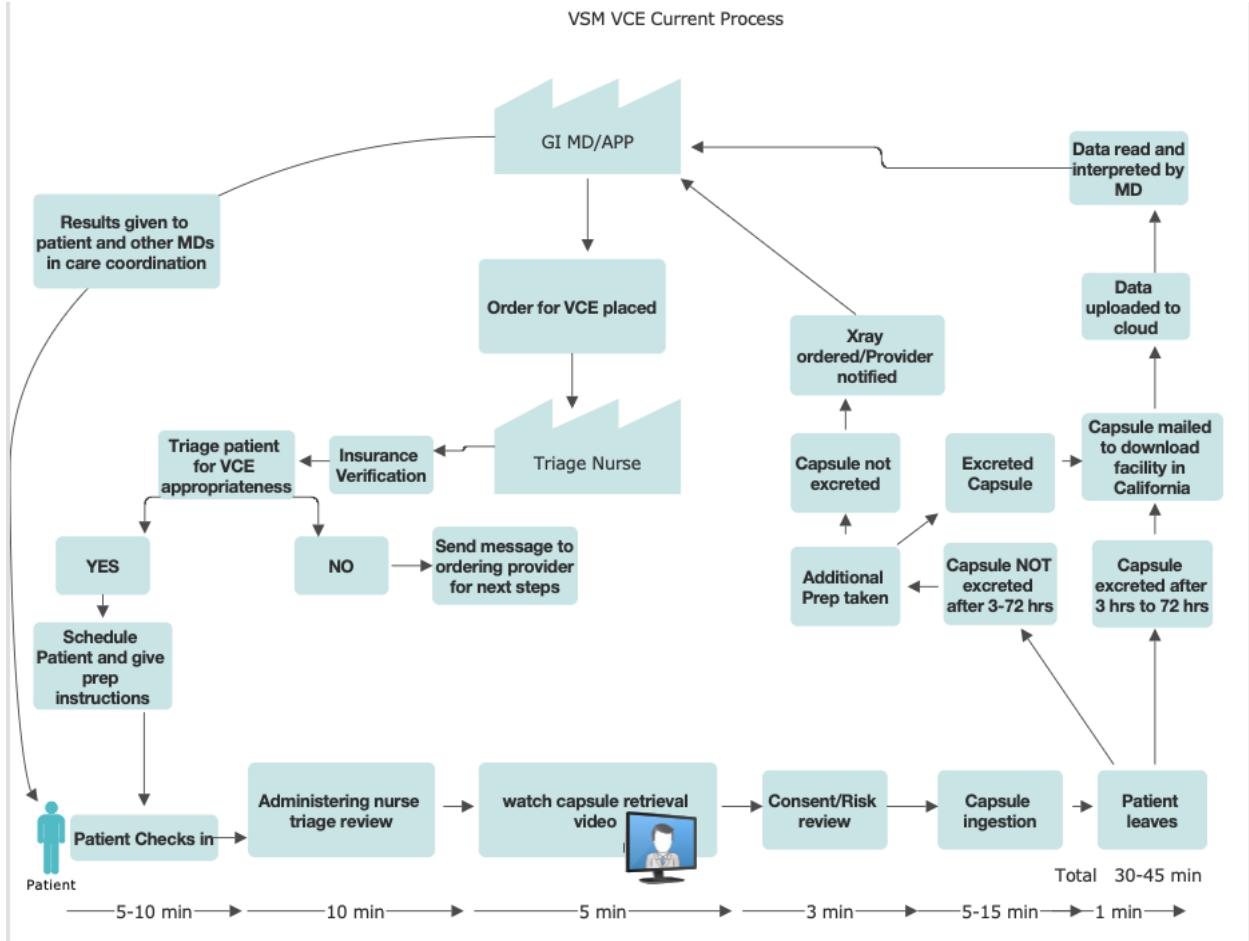 VSM VCE Current Process
GI MD/APP
Data read and
interpreted by
MD
Results given to
patient and other MDs
in care coordination
Order for VCE placed
Data
uploaded to
cloud
Xray
ordered/Provider
notified
Triage patient
for VCE
appropriateness
Insurance
Verification
Triage Nurse
Capsule not
excreted
Excreted
Capsule
Capsule mailed
to download
facility in
California
YES
NO
Send message to
ordering provider
for next steps
Additional
Prep taken
Capsule NOT
excreted
after 3-72 hrs
Capsule
excreted after
3 hrs to 72 hrs
Schedule
Patient and give
prep
instructions
Patient
Patient Checks in
Administering nurse
triage review
watch capsule retrieval
video
Consent/Risk
review
Capsule
ingestion
Patient
leaves
Total 30-45 min
5-10 min
10 min
5 min
3 min
5-15 min
1 min